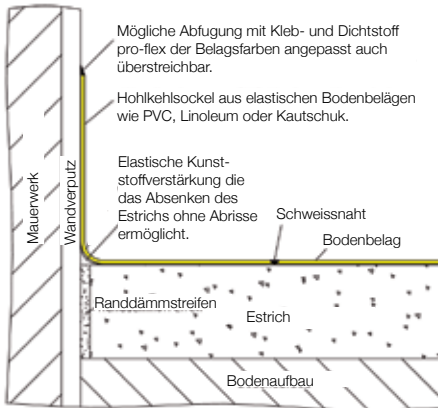 Mögliche Abfugung mit Kleb- und Dichtstoff
pro-flex der Belagsfarben angepasst auch
überstreichbar.
Hohlkehlsockel aus elastischen Bodenbelägen
wie PVC, Linoleum oder Kautschuk.
Elastische Kunst-
stoffverstärkung die
das Absenken des
Estrichs ohne Abrisse
ermöglicht.
Mauerwerk
Wandverputz
Schweissnaht
Bodenbelag
Randdämmstreifen
Estrich
Bodenaufbau